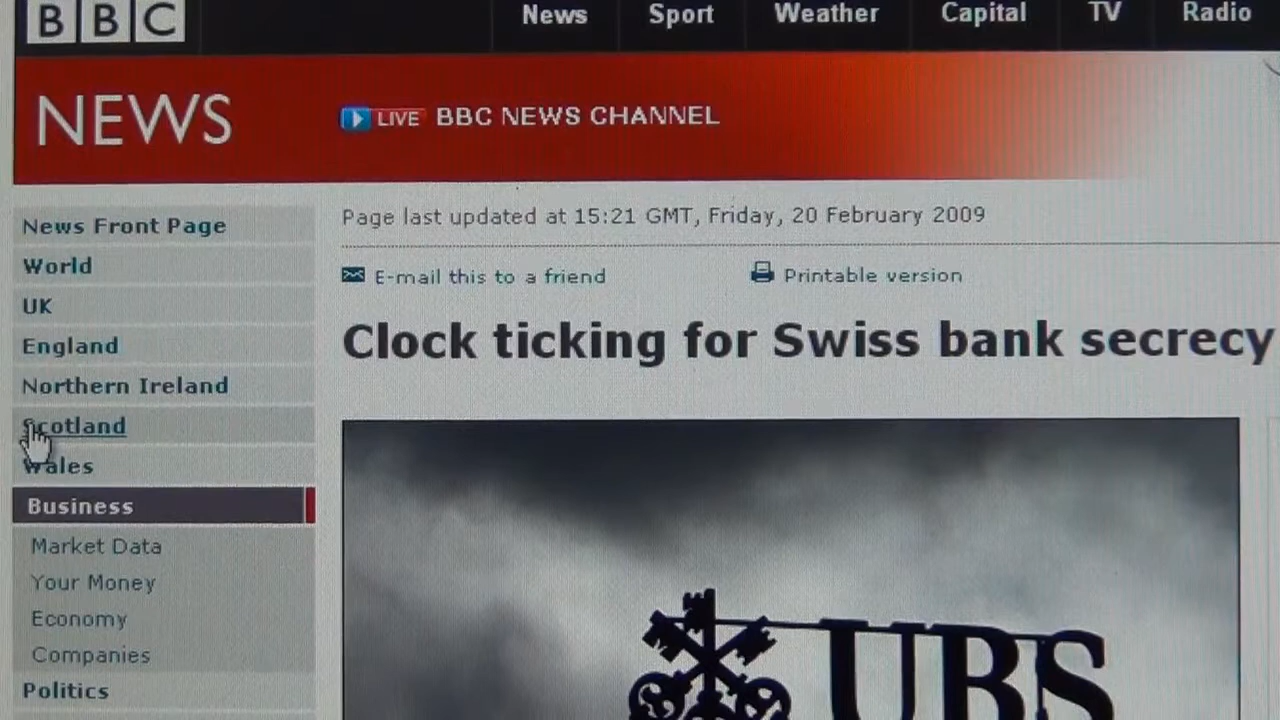 BBC
News Sport Weather Capital TV Radio
NEWS
LIVE BBC NEWS CHANNEL
Page last updated at 15:21 GMT, Friday, 20 February 2009
E-mail this to a friend Printable version
Clock ticking for Swiss bank secrecy
News Front Page
World
UK
England
Northern Ireland
Scotland
Wales
Business
Market Data
Your Money
Economy
Companies
Politics
UBS